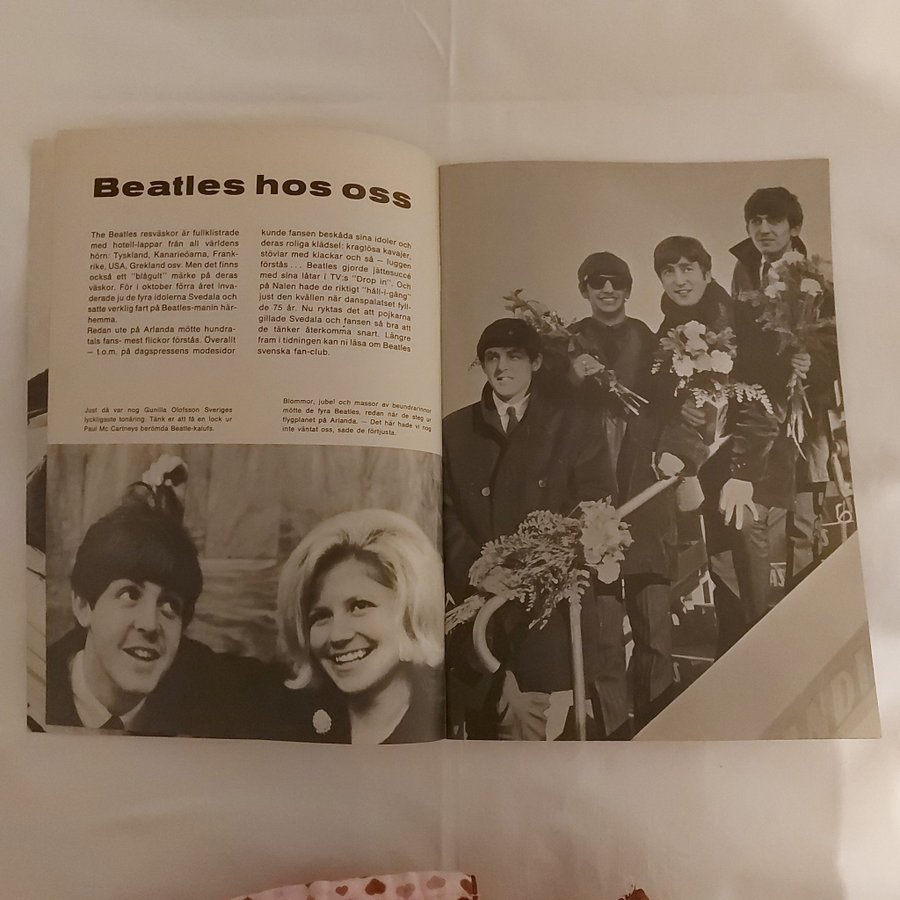 Beatles hos oss
The Beatles resväskor är fullklistrade
med hotell-lappar från all världens
hörn: Tyskland, Kanarieöarna, Frank-
rike, USA, Grekland osv. Men det finns
också ett "blågult" märke på deras
väskor. För i oktober förra året inva-
derade ju de fyra idolerna Svedala och
satte verklig fart på Beatles-manin här-
hemma.
Redan ute på Arlanda mötte hundra-
tals fans- mest flickor förstås. Överallt
— t.o.m. på dagspressens modesidor
kunde fansen beskåda sina idoler och
deras roliga klädsel: kraglösa kavajer,
stövlar med klackar och så — luggen
förstås . . . Beatles gjorde jättesuccé
med sina låtar i TV:s "Drop in". Och
på Nalen hade de riktigt "håll-i-gång"
just den kvällen när danspalatset fyll-
de 75 år. Nu ryktas det att pojkarna
gillade Svedala och fansen så bra att
de tänker återkomma snart. Längre
fram i tidningen kan ni läsa om Beatles
svenska fan-club.
Just då var nog Gunilla Olofsson Sveriges
lyckligaste tonåring. Tänk er att få en lock ur
Paul Mc Cartneys berömda Beatle-kalufs.
Blommor, jubel och massor av beundrarinnor
mötte de fyra Beatles, redan när de steg ur
flygplanet på Arlanda. — Det här hade vi nog
inte väntat oss, sade de förtjusta.